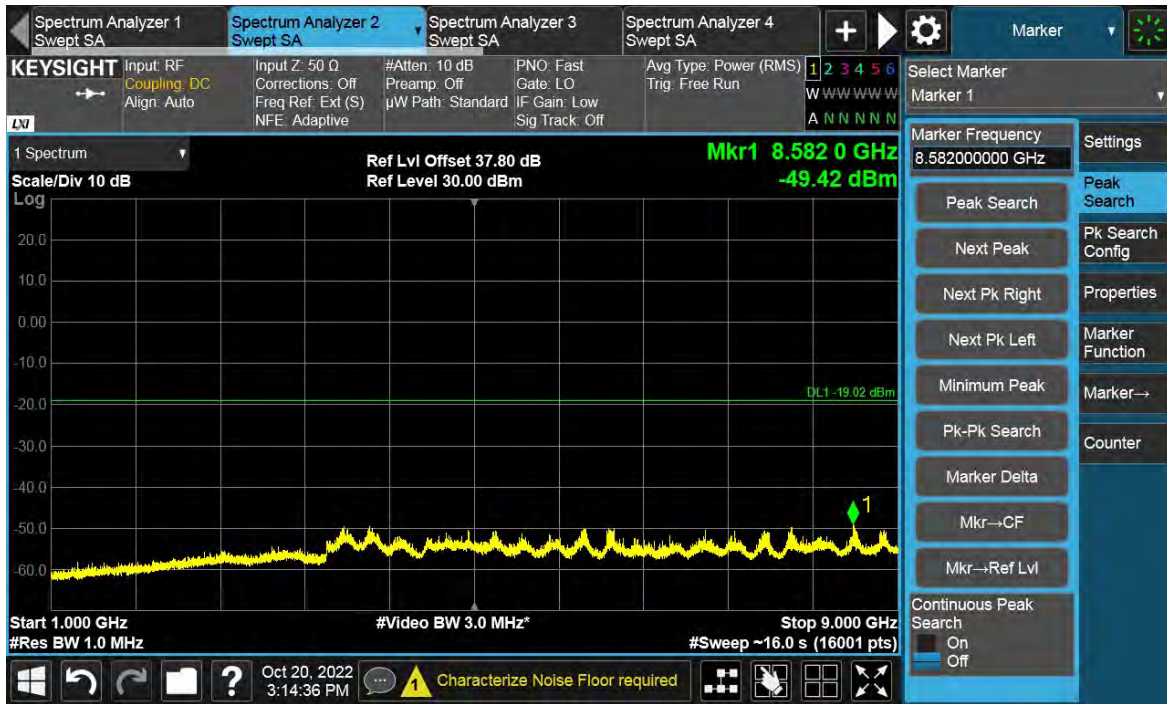 Spectrum Analyzer 1
Swept SA
Spectrum Analyzer 2
Swept SA
Spectrum Analyzer 3
Swept SA
Spectrum Analyzer 4
Swept SA
+
Marker
KEYSIGHT
LXI
Input: RF
Coupling: DC
Align: Auto
Input Z: 50 Ω
Corrections: Off
Freq Ref: Ext (S)
NFE: Adaptive
#Atten: 10 dB
Preamp: Off
µW Path: Standard
PNO: Fast
Gate: LO
IF Gain: Low
Sig Track: Off
Avg Type: Power (RMS)
Trig: Free Run
1 2 3 4 5 6
W W W W W W
A N N N N N
Select Marker
Marker 1
1 Spectrum
Scale/Div 10 dB
Ref Lvl Offset 37.80 dB
Ref Level 30.00 dBm
Mkr1 8.582 0 GHz
-49.42 dBm
Log
20.0
10.0
0.00
-10.0
-20.0
-30.0
-40.0
-50.0
-60.0
DL1 -19.02 dBm
1
Start 1.000 GHz
#Res BW 1.0 MHz
#Video BW 3.0 MHz*
Stop 9.000 GHz
#Sweep ~16.0 s (16001 pts)
Marker Frequency
8.582000000 GHz
Peak Search
Next Peak
Next Pk Right
Next Pk Left
Minimum Peak
Pk-Pk Search
Marker Delta
Mkr→CF
Mkr→Ref Lvl
Continuous Peak
Search
On
Off
Settings
Peak
Search
Pk Search
Config
Properties
Marker
Function
Marker→
Counter
?
Oct 20, 2022
3:14:36 PM
1
Characterize Noise Floor required